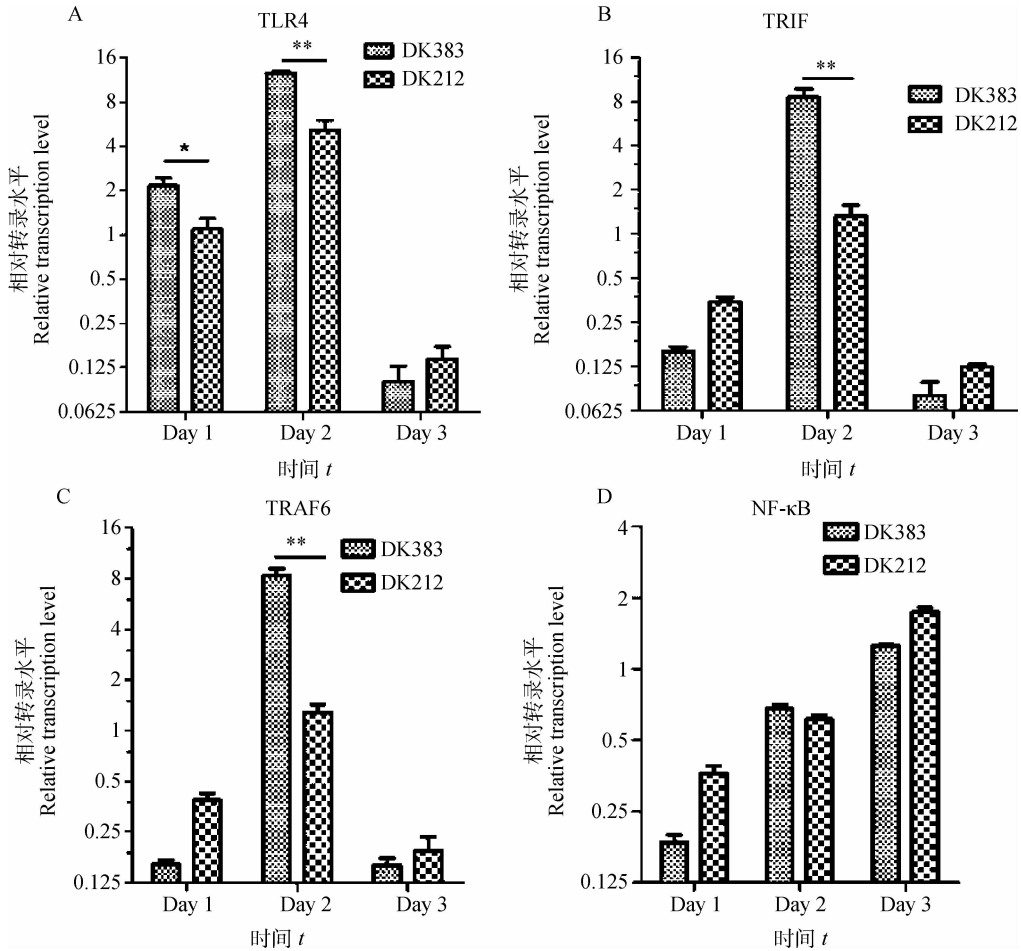 A
TLR4
**
DK383
DK212
*
16
8
4
2
1
0.5
0.25
0.125
0.0625
相对转录水平
Relative transcription level
Day 1
Day 2
Day 3
时间 t
B
TRIF
**
DK383
DK212
16
8
4
2
1
0.5
0.25
0.125
0.0625
相对转录水平
Relative transcription level
Day 1
Day 2
Day 3
时间 t
C
TRAF6
**
DK383
DK212
16
8
4
2
1
0.5
0.25
0.125
相对转录水平
Relative transcription level
Day 1
Day 2
Day 3
时间 t
D
NF-κB
DK383
DK212
4
2
1
0.5
0.25
0.125
相对转录水平
Relative transcription level
Day 1
Day 2
Day 3
时间 t